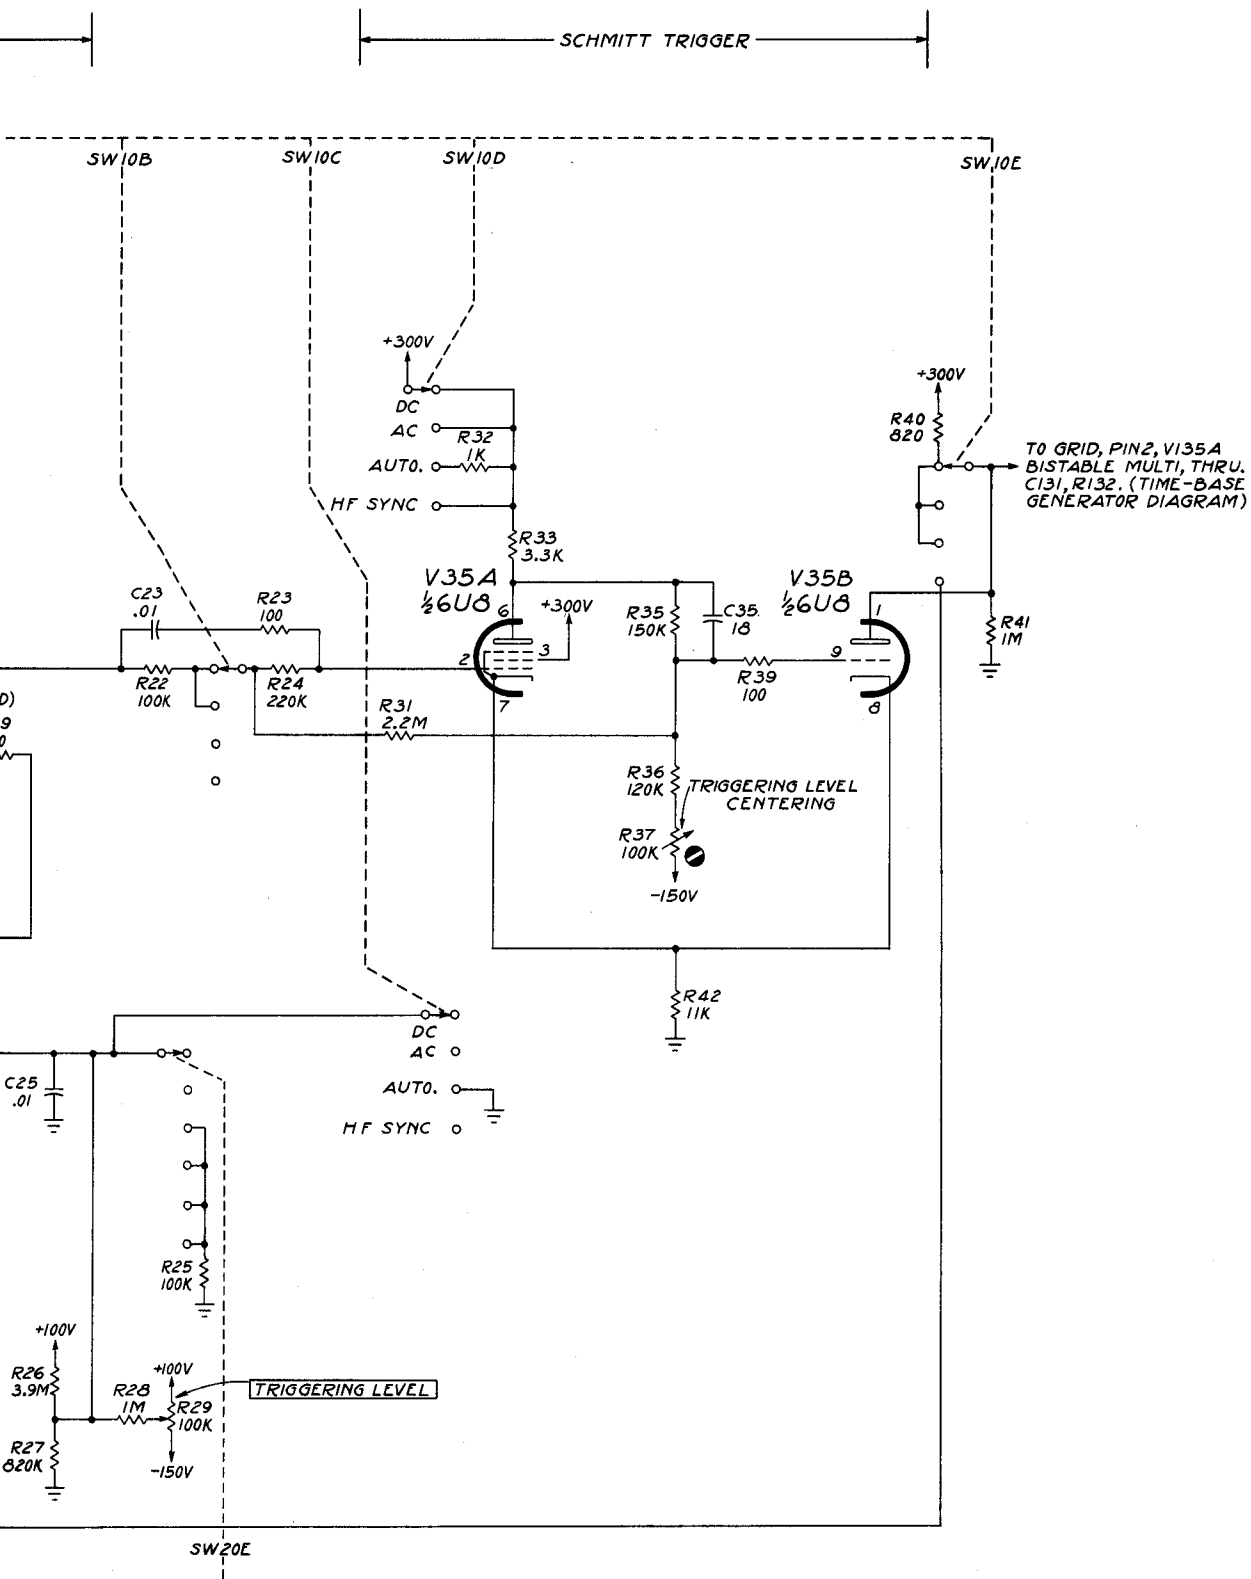 SCHMITT TRIGGER
SW10B
SW10C
SW10D
SW10E
+300V
DC
AC
R32
1K
AUTO.
HF SYNC
R33
3.3K
+300V
R40
820
TO GRID, PIN2, V135A
BISTABLE MULTI, THRU.
C131, R132. (TIME-BASE
GENERATOR DIAGRAM)
V35A
½6U8
6
+300V
3
2
7
R35
150K
C35
18
V35B
½6U8
1
9
8
R41
1M
C23
.01
R23
100
R22
100K
R24
220K
R31
2.2M
R39
100
D)
9
0
R36
120K
TRIGGERING LEVEL
CENTERING
R37
100K
-150V
R42
11K
DC
AC
AUTO.
HF SYNC
C25
.01
R25
100K
+100V
R26
3.9M
R28
1M
+100V
R29
100K
TRIGGERING LEVEL
R27
820K
-150V
SW20E